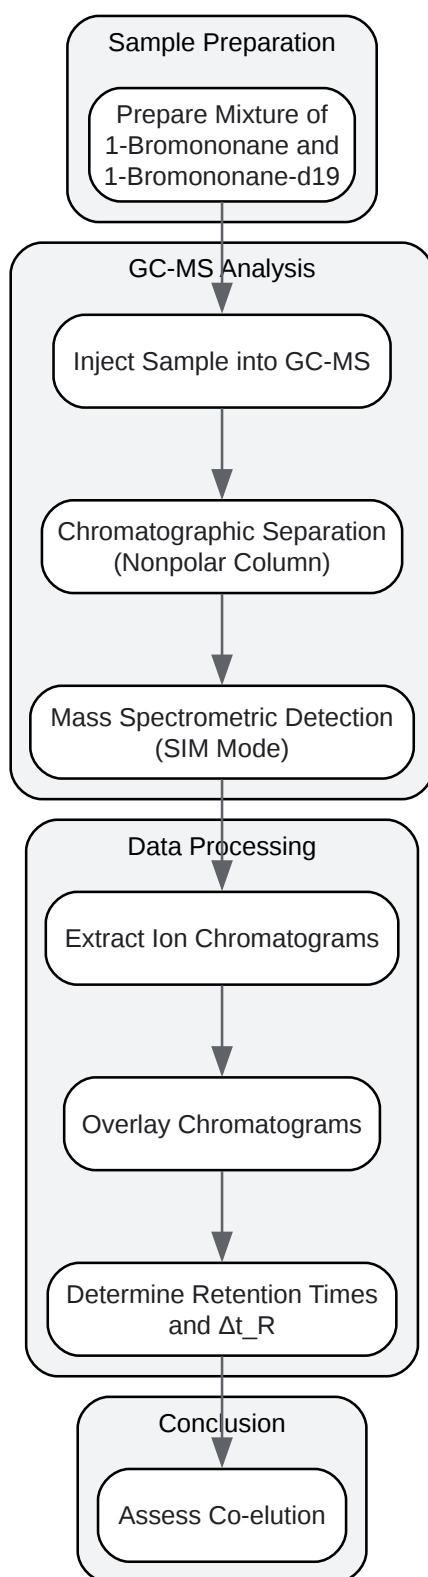 Sample Preparation
Prepare Mixture of
1-Bromononane and
1-Bromononane-d19
GC-MS Analysis
Inject Sample into GC-MS
Chromatographic Separation
(Nonpolar Column)
Mass Spectrometric Detection
(SIM Mode)
Data Processing
Extract Ion Chromatograms
Overlay Chromatograms
Determine Retention Times
and Δt_R
Conclusion
Assess Co-elution